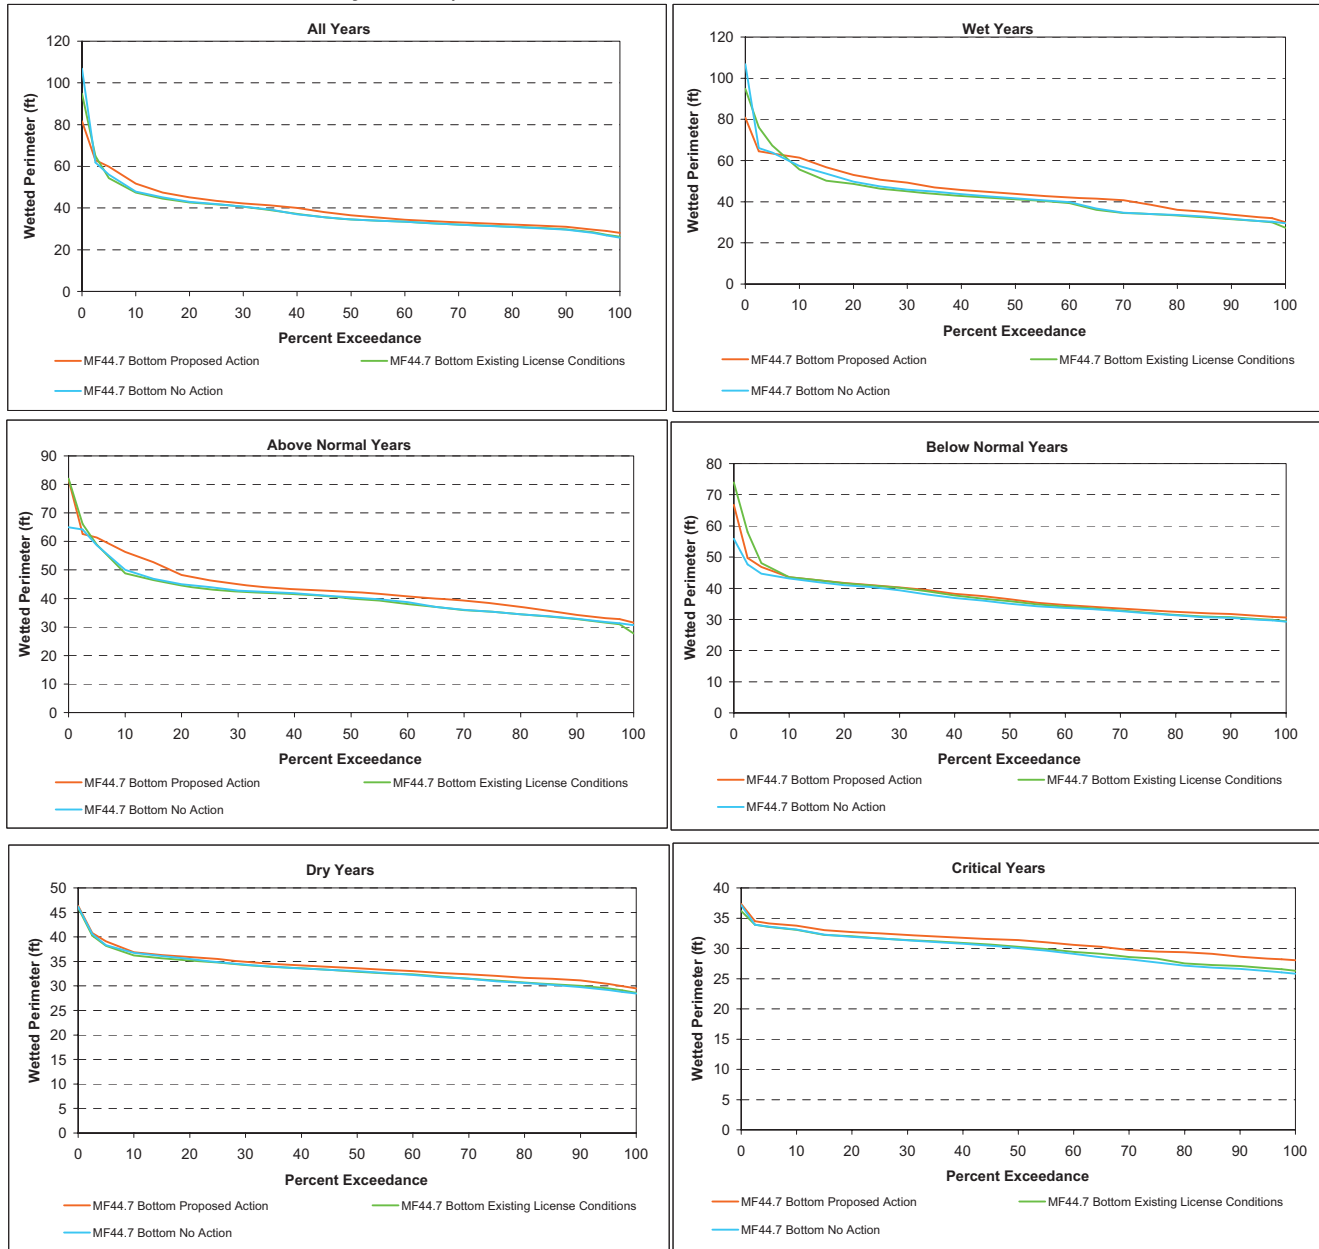 All Years
Wetted Perimeter (ft)
120
100
80
60
40
20
0
0 10 20 30 40 50 60 70 80 90 100
Percent Exceedance
MF44.7 Bottom Proposed Action
MF44.7 Bottom Existing License Conditions
MF44.7 Bottom No Action
Wet Years
Wetted Perimeter (ft)
120
100
80
60
40
20
0
0 10 20 30 40 50 60 70 80 90 100
Percent Exceedance
MF44.7 Bottom Proposed Action
MF44.7 Bottom Existing License Conditions
MF44.7 Bottom No Action
Above Normal Years
Wetted Perimeter (ft)
90
80
70
60
50
40
30
20
10
0
0 10 20 30 40 50 60 70 80 90 100
Percent Exceedance
MF44.7 Bottom Proposed Action
MF44.7 Bottom Existing License Conditions
MF44.7 Bottom No Action
Below Normal Years
Wetted Perimeter (ft)
80
70
60
50
40
30
20
10
0
0 10 20 30 40 50 60 70 80 90 100
Percent Exceedance
MF44.7 Bottom Proposed Action
MF44.7 Bottom Existing License Conditions
MF44.7 Bottom No Action
Dry Years
Wetted Perimeter (ft)
50
45
40
35
30
25
20
15
10
5
0
0 10 20 30 40 50 60 70 80 90 100
Percent Exceedance
MF44.7 Bottom Proposed Action
MF44.7 Bottom Existing License Conditions
MF44.7 Bottom No Action
Critical Years
Wetted Perimeter (ft)
40
35
30
25
20
15
10
5
0
0 10 20 30 40 50 60 70 80 90 100
Percent Exceedance
MF44.7 Bottom Proposed Action
MF44.7 Bottom Existing License Conditions
MF44.7 Bottom No Action